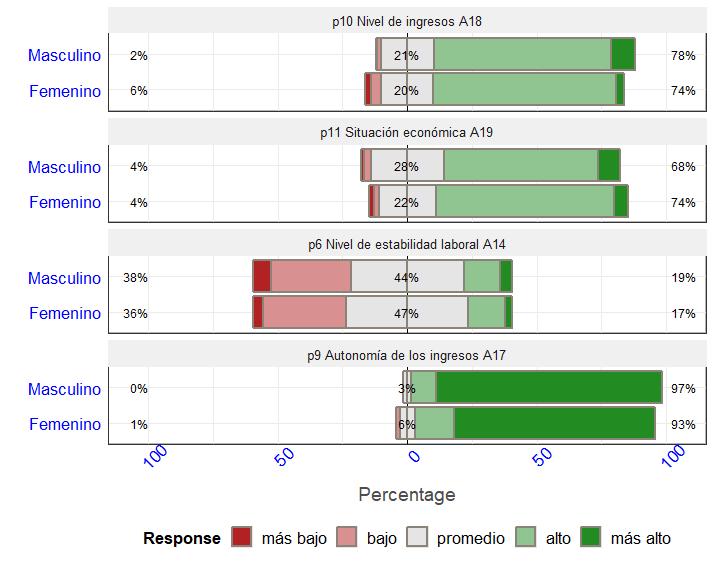 p10 Nivel de ingresos A18
Masculino 2% 21% 78%
Femenino 6% 20% 74%
p11 Situación económica A19
Masculino 4% 28% 68%
Femenino 4% 22% 74%
p6 Nivel de estabilidad laboral A14
Masculino 38% 44% 19%
Femenino 36% 47% 17%
p9 Autonomía de los ingresos A17
Masculino 0% 3% 97%
Femenino 1% 6% 93%
100 50 0 50 100
Percentage
Response más bajo bajo promedio alto más alto